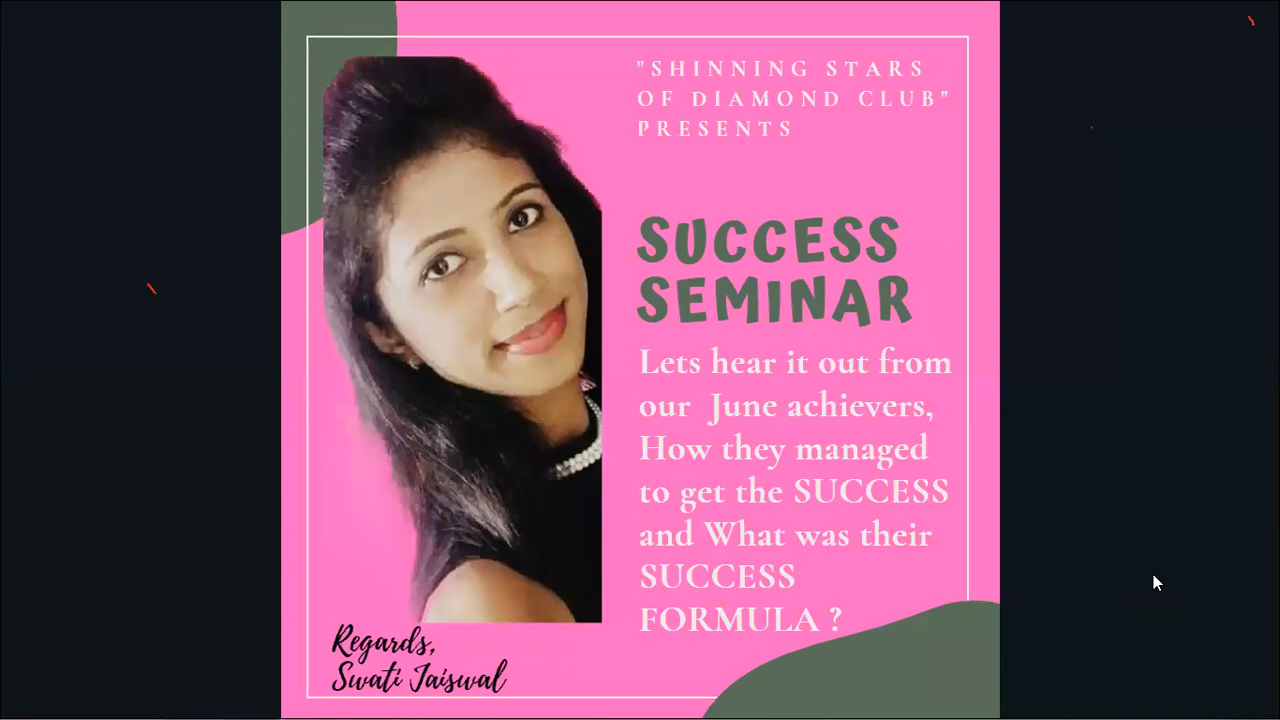 "SHINNING STARS
OF DIAMOND CLUB"
PRESENTS
SUCCESS
SEMINAR
Lets hear it out from
our June achievers,
How they managed
to get the SUCCESS
and What was their
SUCCESS
FORMULA ?
Regards,
Swati Jaiswal